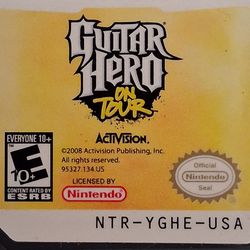 GUITAR
HERO
ON
TOUR
EVERYONE 10+
E
10+
CONTENT RATED BY
ESRB
ACTIVISION.
©2008 Activision Publishing, Inc.
All rights reserved.
95327.134.US
LICENSED BY
Nintendo
Official
Nintendo
Seal
NTR-YGHE-USA